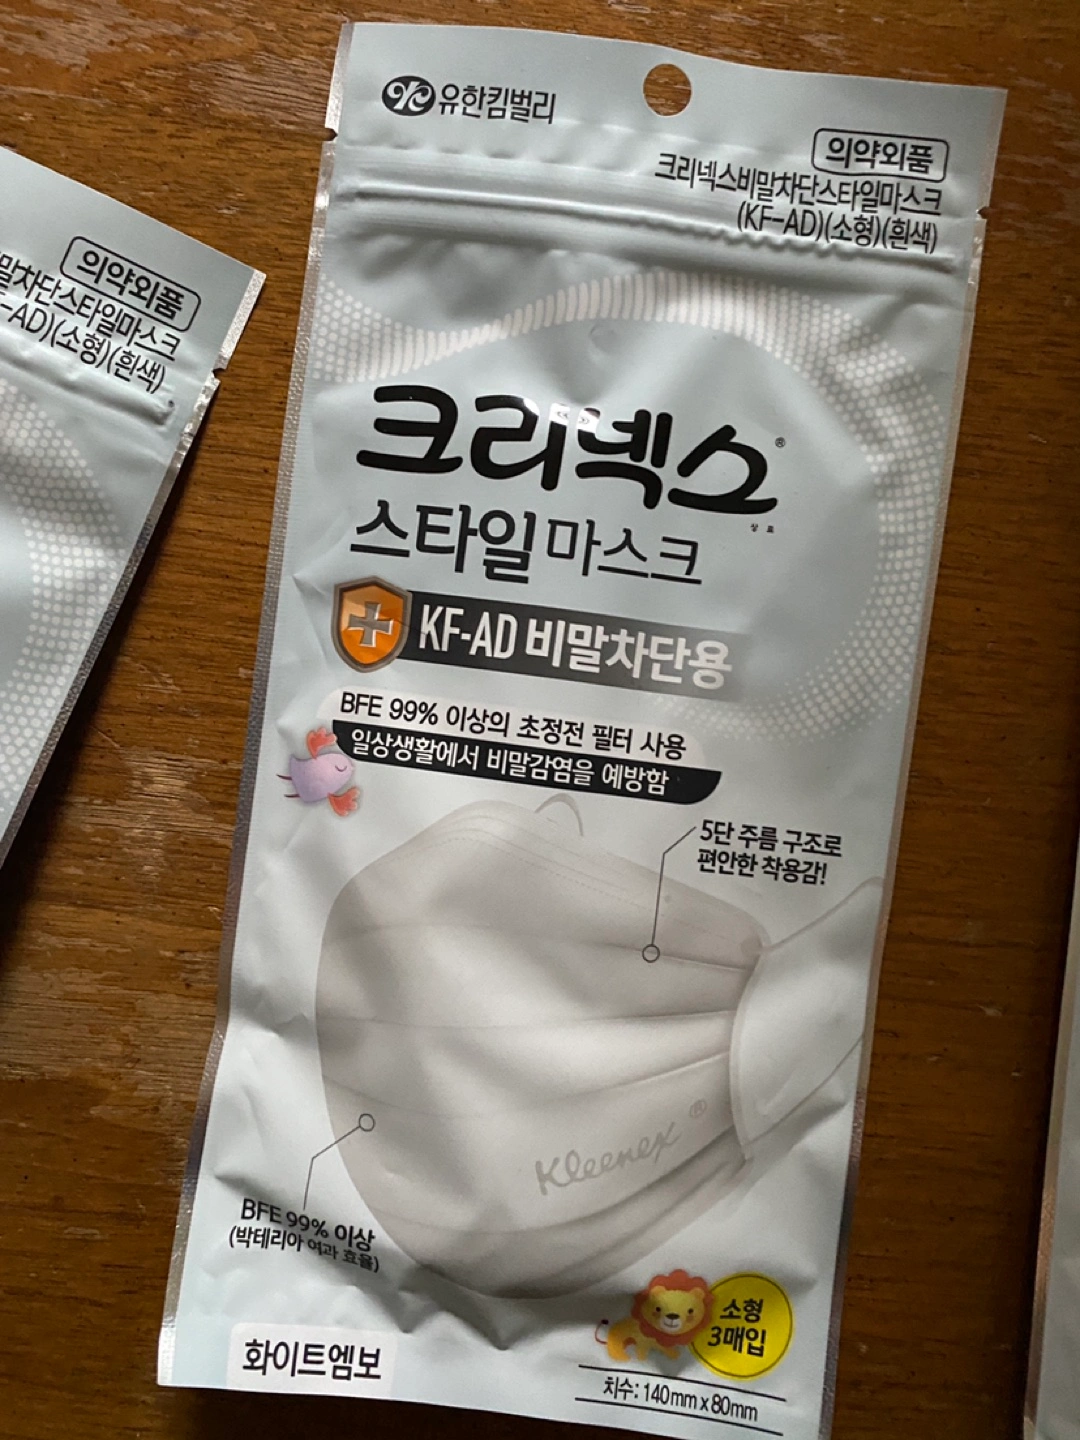 유한킴벌리
의약외품
크리넥스비말차단스타일마스크
(KF-AD)(소형)(흰색)
크리넥스®
상표
스타일마스크
KF-AD 비말차단용
BFE 99% 이상의 초정전 필터 사용
일상생활에서 비말감염을 예방함
5단 주름 구조로
편안한 착용감!
Kleenex®
BFE 99% 이상
(박테리아 여과 효율)
소형
3매입
화이트엠보
치수: 140mm x 80mm
의약외품
말차단스타일마스크
-AD)(소형)(흰색)